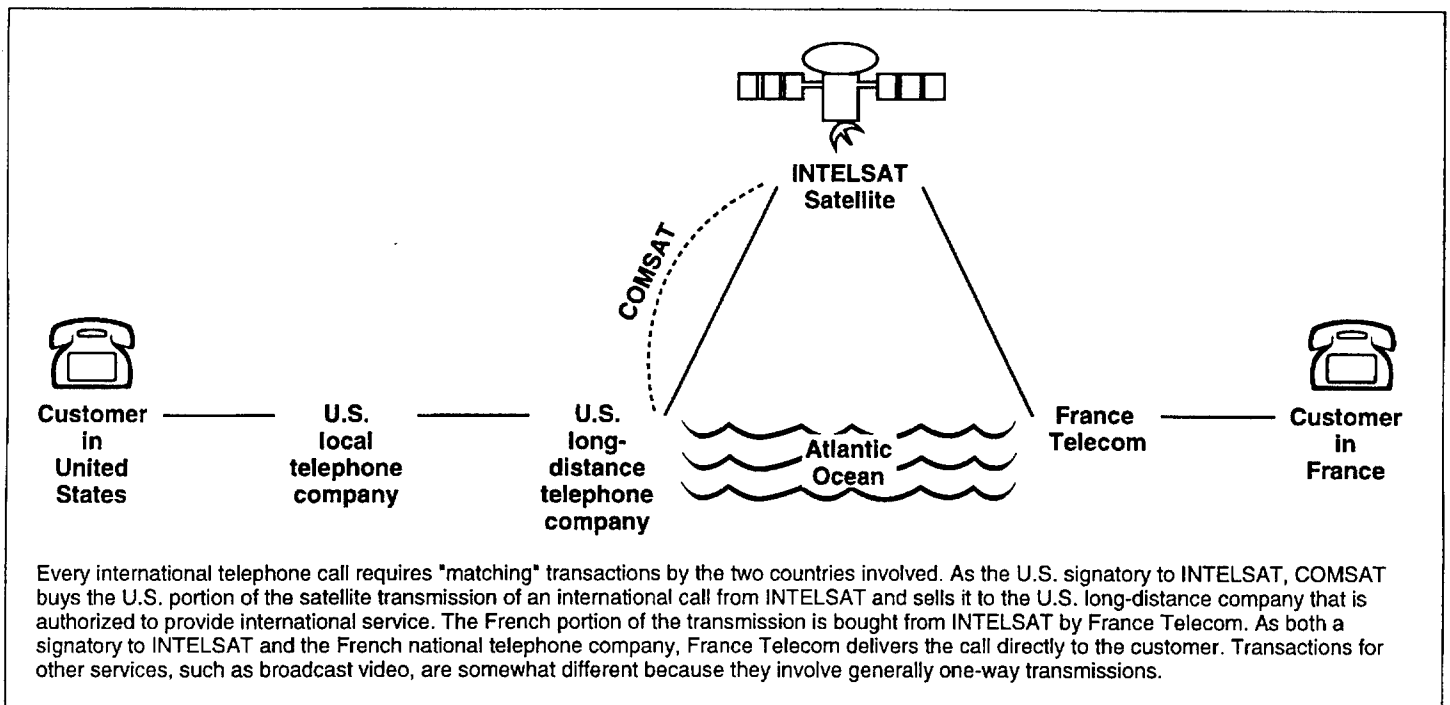 INTELSAT
Satellite
COMSAT
Customer
in
United
States
U.S.
local
telephone
company
U.S.
long-
distance
telephone
company
Atlantic
Ocean
France
Telecom
Customer
in
France
Every international telephone call requires "matching" transactions by the two countries involved. As the U.S. signatory to INTELSAT, COMSAT
buys the U.S. portion of the satellite transmission of an international call from INTELSAT and sells it to the U.S. long-distance company that is
authorized to provide international service. The French portion of the transmission is bought from INTELSAT by France Telecom. As both a
signatory to INTELSAT and the French national telephone company, France Telecom delivers the call directly to the customer. Transactions for
other services, such as broadcast video, are somewhat different because they involve generally one-way transmissions.